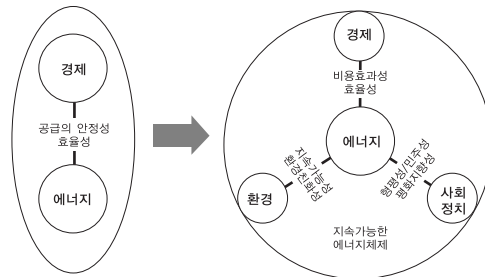 경제
공급의 안정성
효율성
에너지
경제
비용효과성
효율성
에너지
지속가능성
환경친화성
형평성/민주성
평화지향성
환경
사회
정치
지속가능한
에너지체제